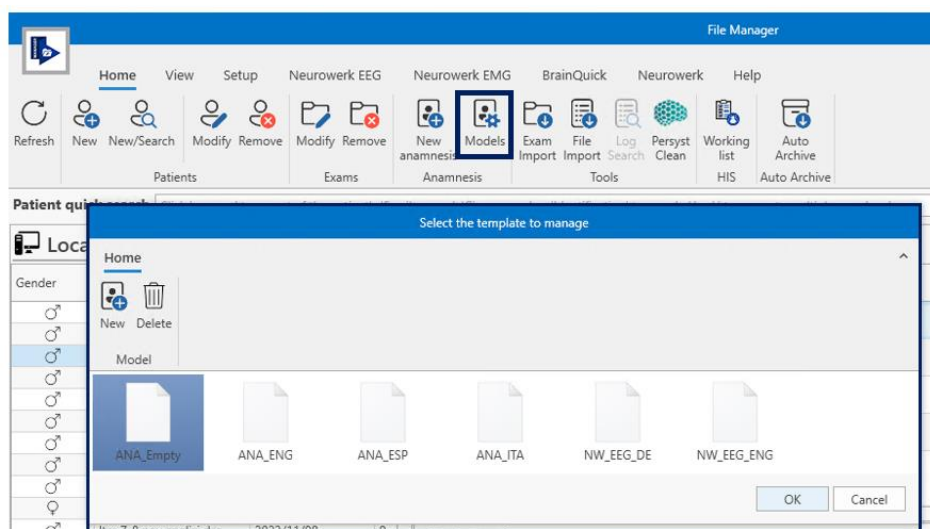 File Manager
Home View Setup Neurowerk EEG Neurowerk EMG BrainQuick Neurowerk Help
Refresh New New/Search Modify Remove Modify Remove New anamnesis Models Exam Import File Import Log Search Persyst Clean Working list Auto Archive
Patients Exams Anamnesis Tools HIS Auto Archive
Patient
Select the template to manage
Home
Gender
New Delete
Model
ANA_Empty ANA_ENG ANA_ESP ANA_ITA NW_EEG_DE NW_EEG_ENG
OK Cancel